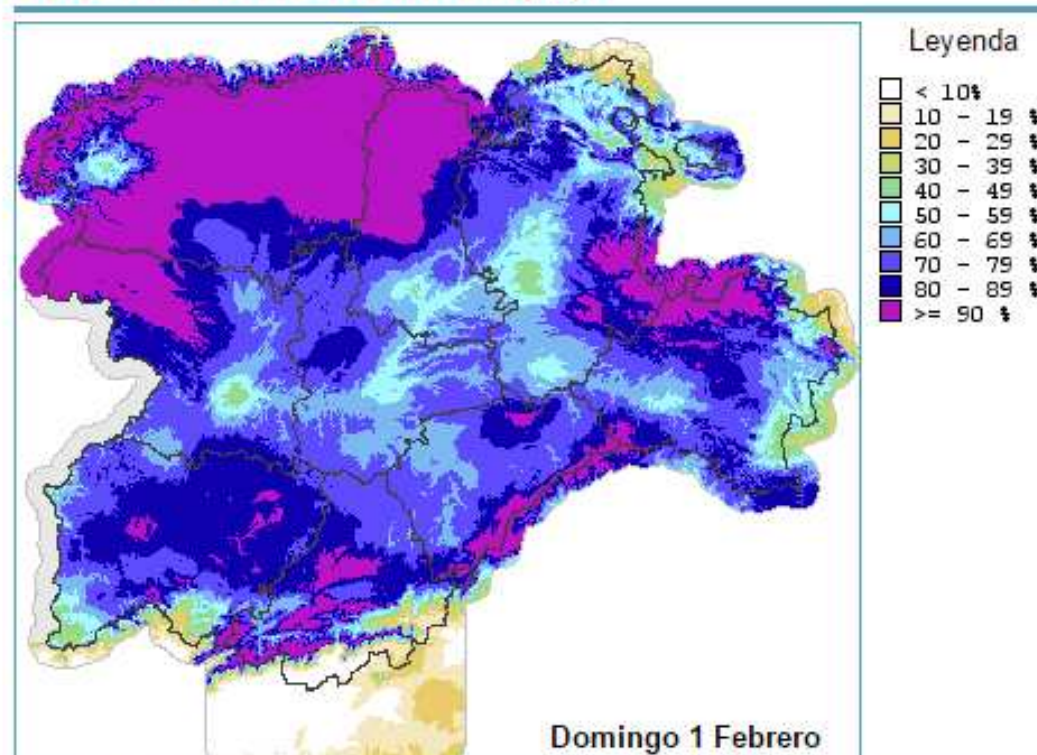 Leyenda
< 10%
10 - 19 %
20 - 29 %
30 - 39 %
40 - 49 %
50 - 59 %
60 - 69 %
70 - 79 %
80 - 89 %
>= 90 %
Domingo 1 Febrero